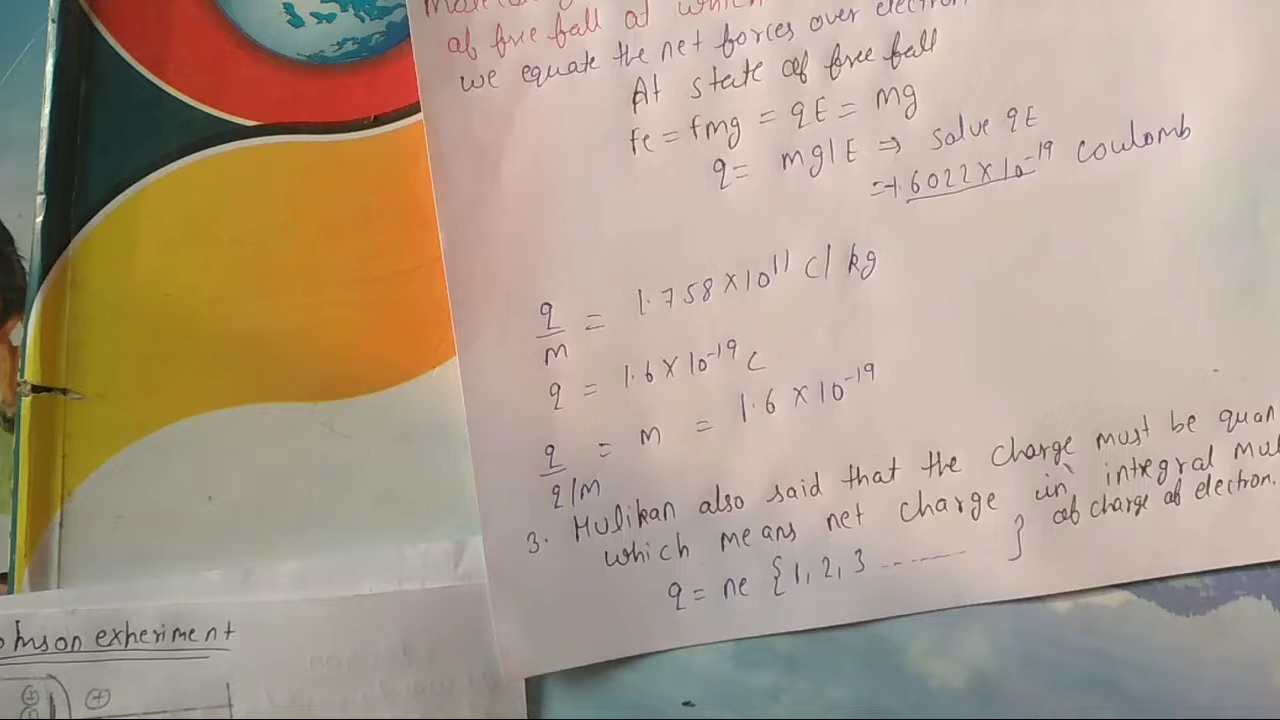 of free fall at which
we equate the net forces over electron
At state of free fall
fe = fmg = qE = mg
q = mg/E ⇒ solve qE
= -1.6022 X 10-19 Coulomb
q/m = 1.758 X 10^11 C/kg
q = 1.6 X 10^-19 C
q/q/m = m = 1.6 X 10^-19
3. Mulikan also said that the charge must be quan
which means net charge in integral mul
of charge of electron.
q = ne {1, 2, 3 ------- }
mson experiment